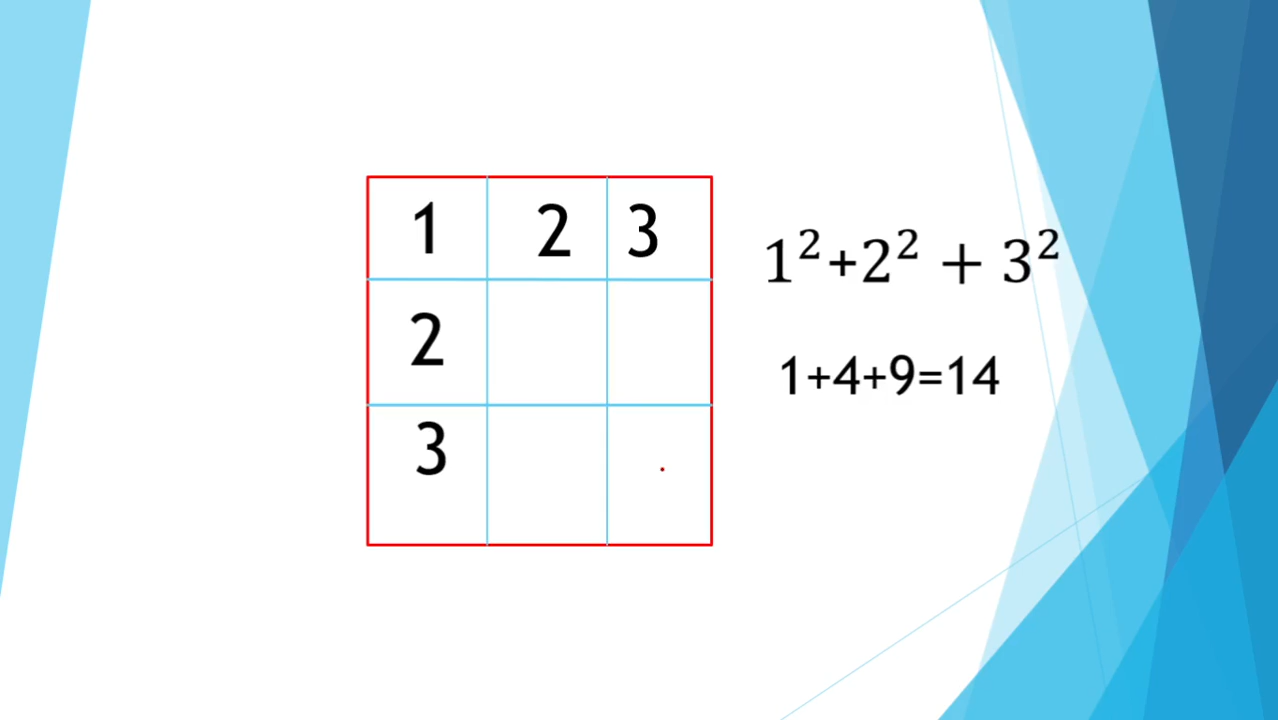 1 2 3
2
3
1²+2² + 3²
1+4+9=14